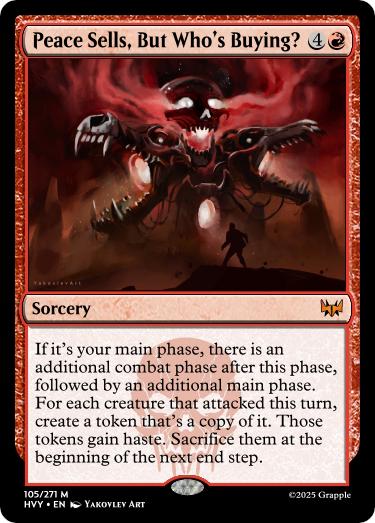 Peace Sells, But Who's Buying? 4
YakovlevArt
Sorcery
If it's your main phase, there is an
additional combat phase after this phase,
followed by an additional main phase.
For each creature that attacked this turn,
create a token that's a copy of it. Those
tokens gain haste. Sacrifice them at the
beginning of the next end step.
105/271 M
HVY • EN Yakovlev Art
©2025 Grapple